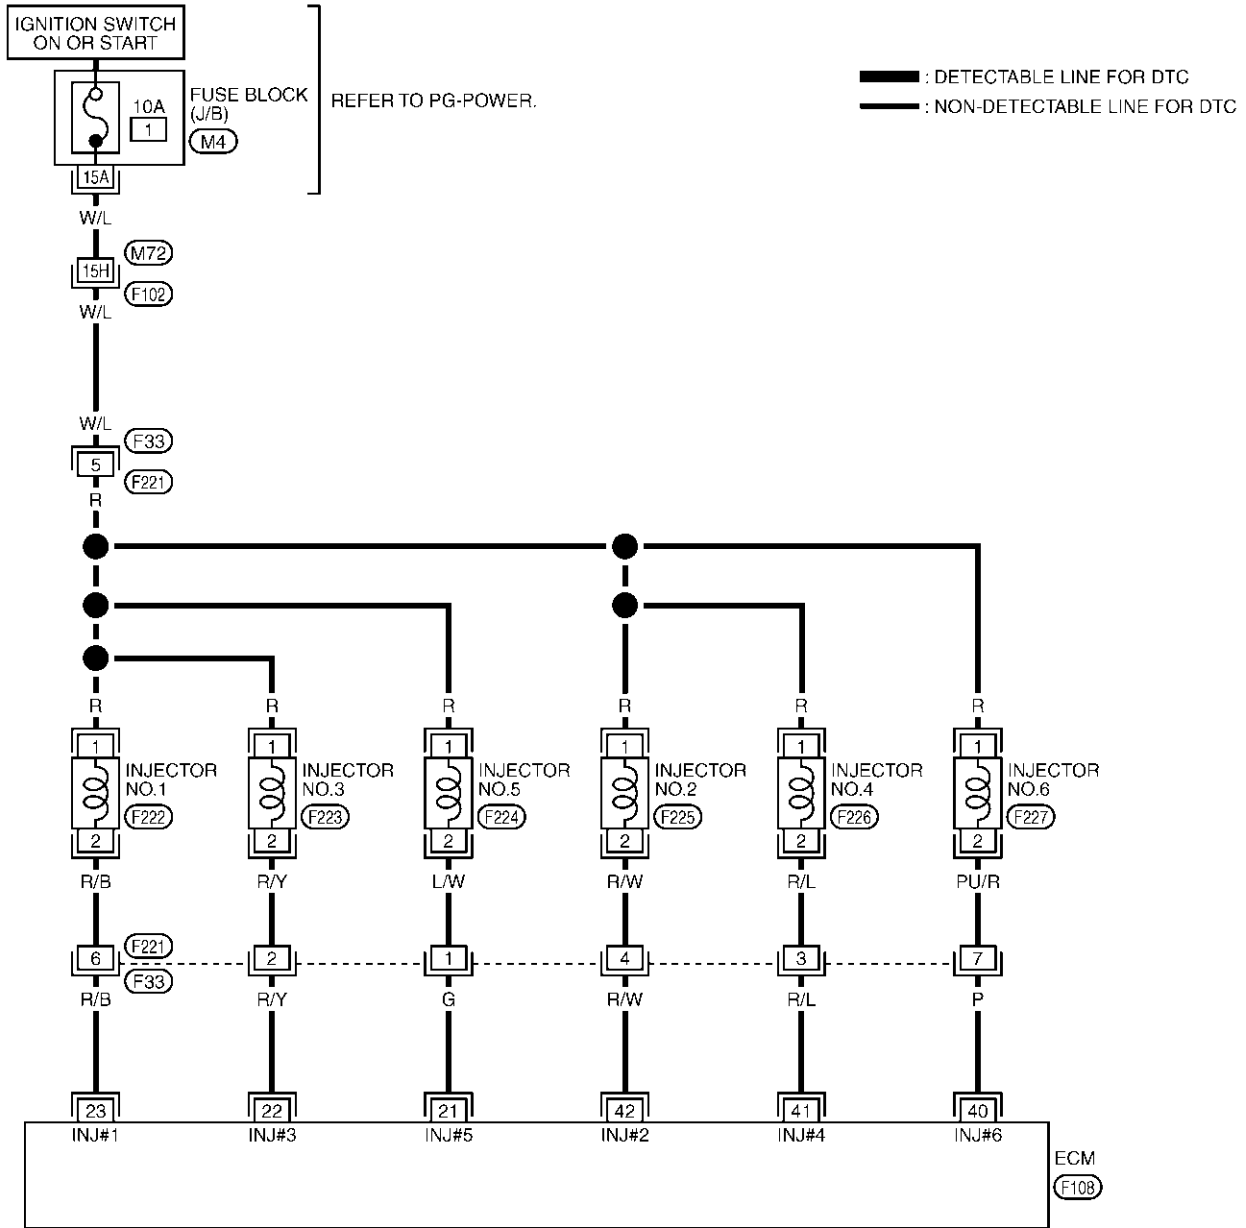 IGNITION SWITCH
ON OR START
10A
1
FUSE BLOCK
(J/B)
M4
REFER TO PG-POWER.
: DETECTABLE LINE FOR DTC
: NON-DETECTABLE LINE FOR DTC
15A
W/L
M72
15H
F102
W/L
W/L
F33
5
F221
R
R R R R R R
1 1 1 1 1 1
INJECTOR
NO.1
F222
INJECTOR
NO.3
F223
INJECTOR
NO.5
F224
INJECTOR
NO.2
F225
INJECTOR
NO.4
F226
INJECTOR
NO.6
F227
2 2 2 2 2 2
R/B R/Y L/W R/W R/L PU/R
F221
6 2 1 4 3 7
F33
R/B R/Y G R/W R/L P
23 22 21 42 41 40
INJ#1 INJ#3 INJ#5 INJ#2 INJ#4 INJ#6
ECM
F108